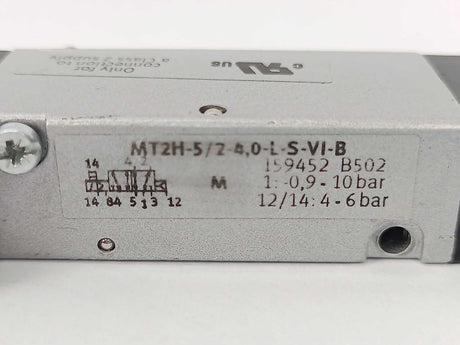 Only for
connection to
a Class 2 supply
c RU US
MT2H-5/2-4,0-L-S-VI-B
159452 B502
M
1: -0,9 - 10 bar
12/14: 4 - 6 bar
14 4 2
14 84 5 1 3 12